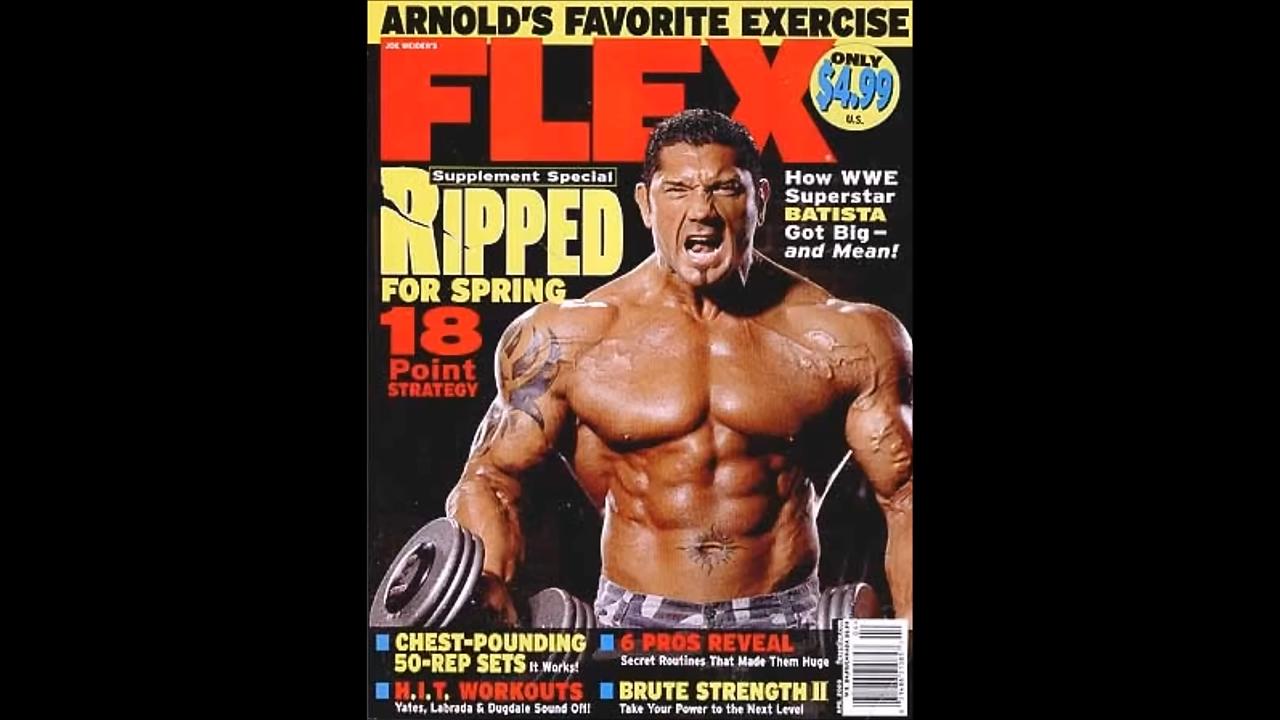 ARNOLD'S FAVORITE EXERCISE
JOE WEIDER'S
FLEX
ONLY
$4.99
U.S.
Supplement Special
RIPPED
FOR SPRING
18
Point
STRATEGY
How WWE
Superstar
BATISTA
Got Big—
and Mean!
CHEST-POUNDING
50-REP SETS It Works!
H.I.T. WORKOUTS
Yates, Labrada & Dugdale Sound Off!
6 PROS REVEAL
Secret Routines That Made Them Huge
BRUTE STRENGTH II
Take Your Power to the Next Level